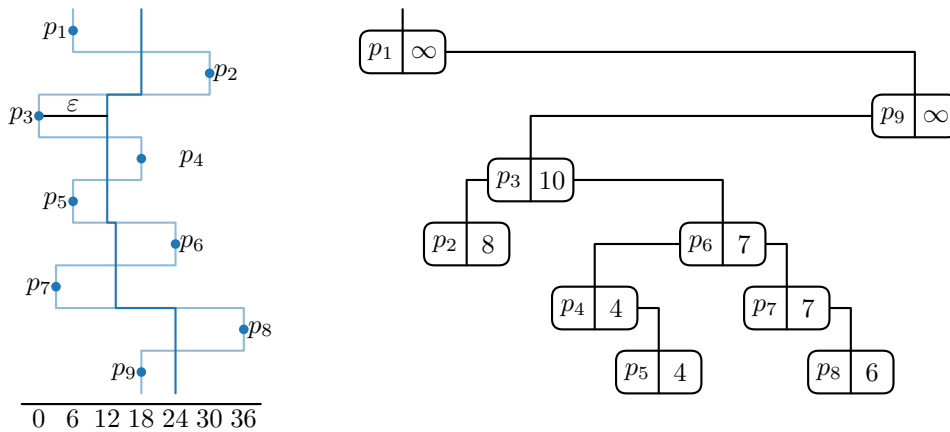 p₁
p₂
p₃
ε
p₄
p₅
p₆
p₇
p₈
p₉
0 6 12 18 24 30 36
p₁ ∞
p₉ ∞
p₃ 10
p₂ 8
p₆ 7
p₄ 4
p₇ 7
p₅ 4
p₈ 6